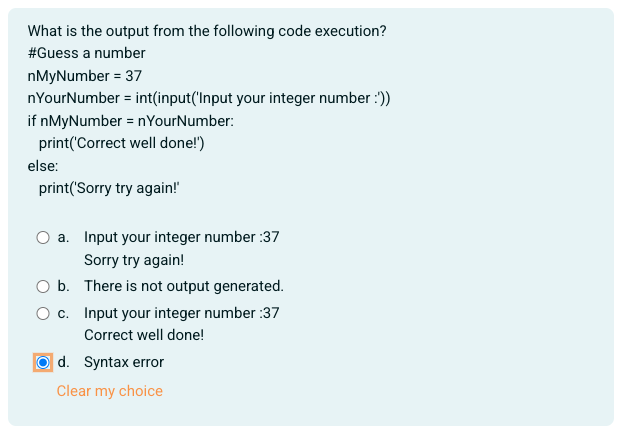 What is the output from the following code execution?
#Guess a number
nMyNumber = 37
nYourNumber = int(input('Input your integer number :'))
if nMyNumber = nYourNumber:
print('Correct well done!')
else:
print('Sorry try again!'
a. Input your integer number :37
Sorry try again!
b. There is not output generated.
c. Input your integer number :37
Correct well done!
d. Syntax error
Clear my choice